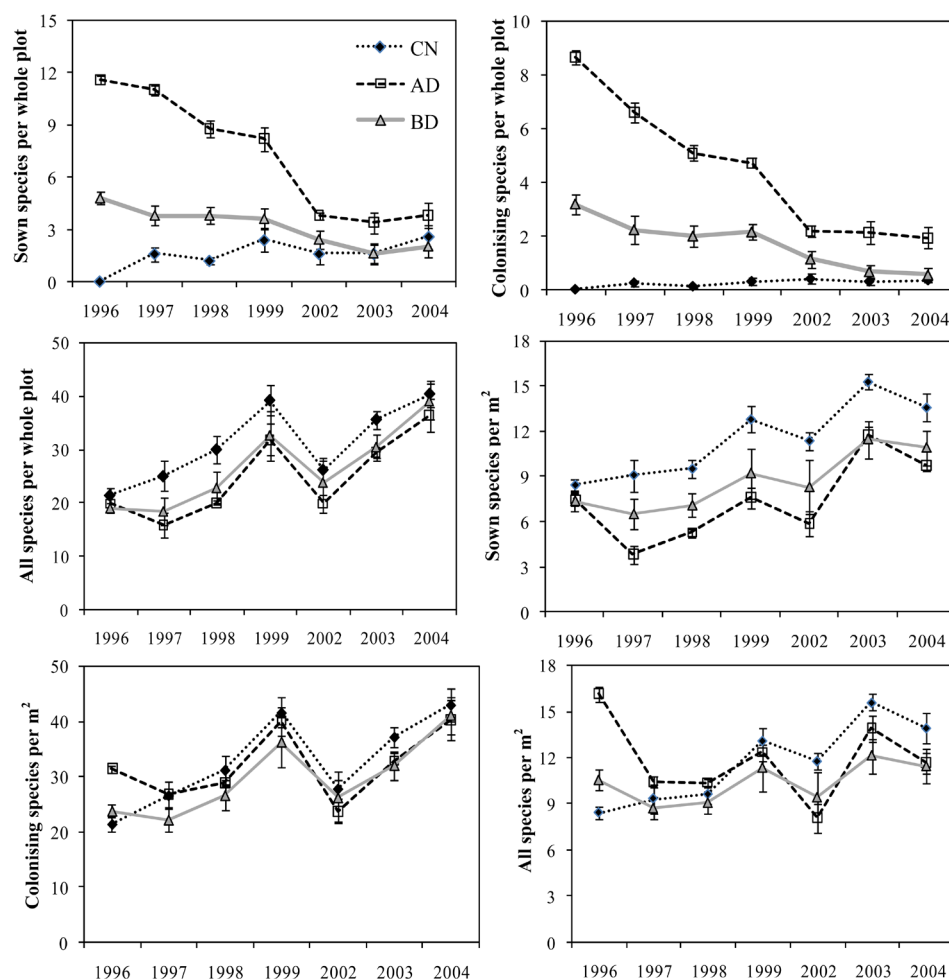 Sown species per whole plot
15
12
9
6
3
0
CN
AD
BD
1996 1997 1998 1999 2002 2003 2004
Colonising species per whole plot
10
8
6
4
2
0
1996 1997 1998 1999 2002 2003 2004
All species per whole plot
50
40
30
20
10
0
1996 1997 1998 1999 2002 2003 2004
Sown species per m²
18
15
12
9
6
3
0
1996 1997 1998 1999 2002 2003 2004
Colonising species per m²
50
40
30
20
10
0
1996 1997 1998 1999 2002 2003 2004
All species per m²
18
15
12
9
6
3
0
1996 1997 1998 1999 2002 2003 2004